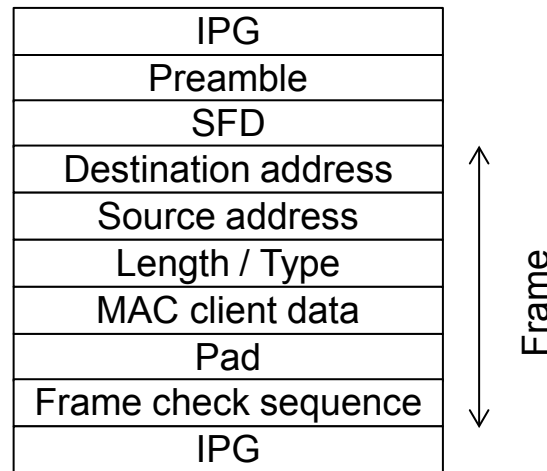 IPG
Preamble
SFD
Destination address
Source address
Length / Type
MAC client data
Pad
Frame check sequence
IPG
Frame